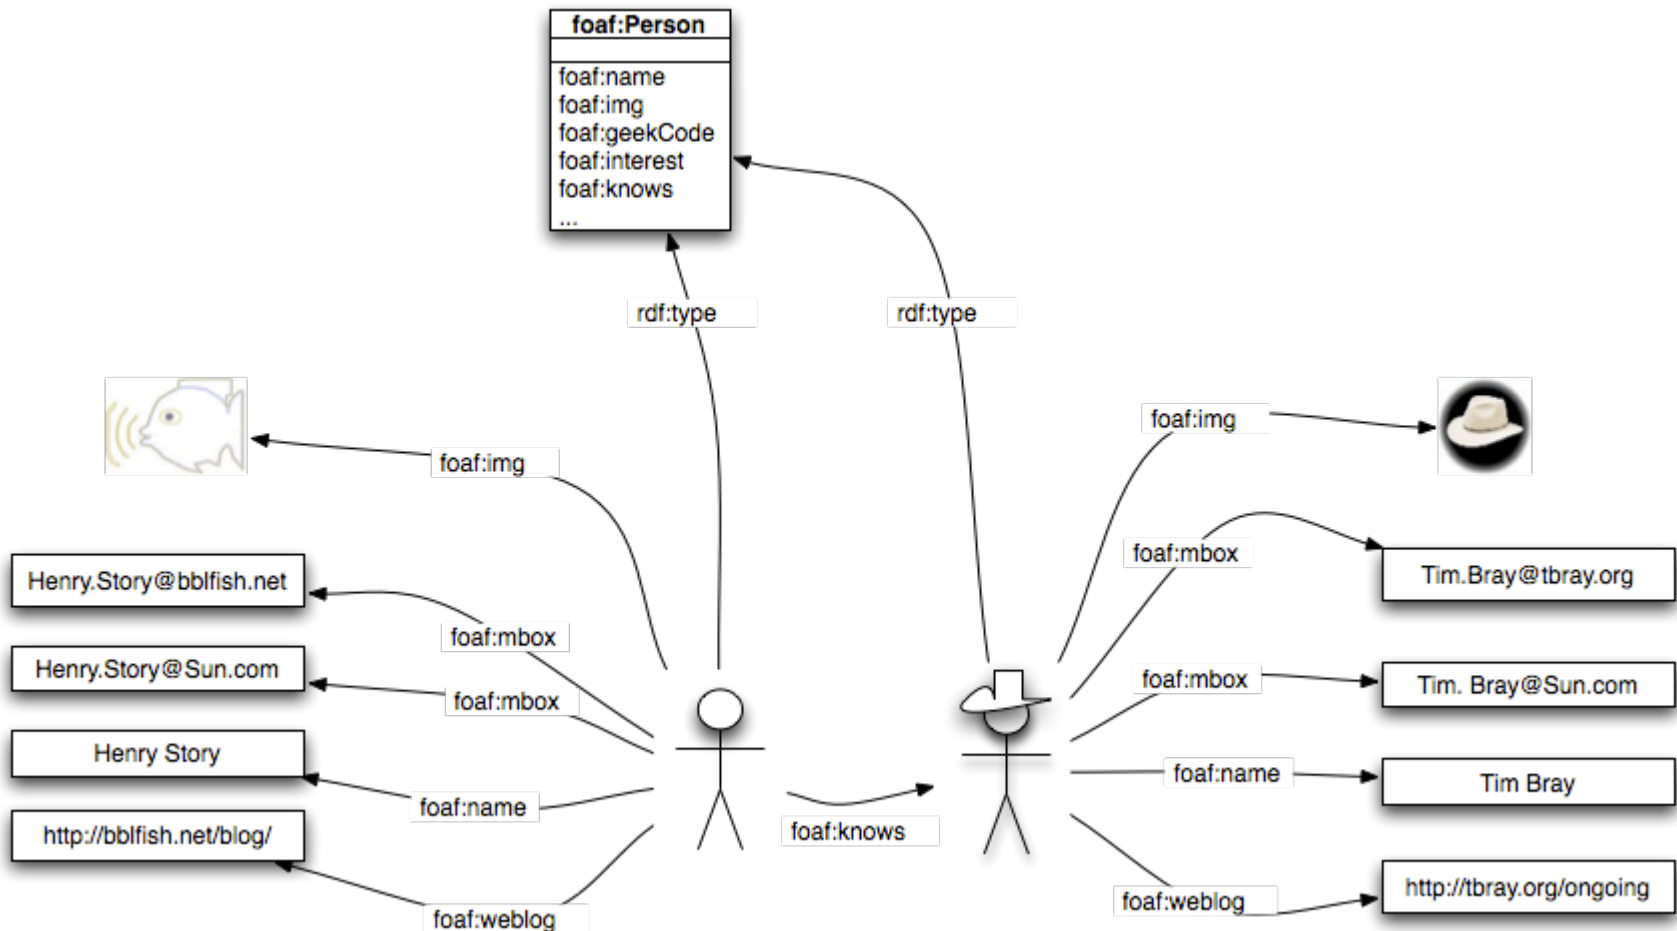 foaf:Person
foaf:name
foaf:img
foaf:geekCode
foaf:interest
foaf:knows
...
rdf:type
rdf:type
foaf:img
foaf:img
foaf:mbox
Henry.Story@bblfish.net
Tim.Bray@tbray.org
foaf:mbox
Henry.Story@Sun.com
foaf:mbox
foaf:mbox
Tim. Bray@Sun.com
Henry Story
foaf:name
foaf:name
Tim Bray
http://bblfish.net/blog/
foaf:knows
foaf:weblog
foaf:weblog
http://tbray.org/ongoing